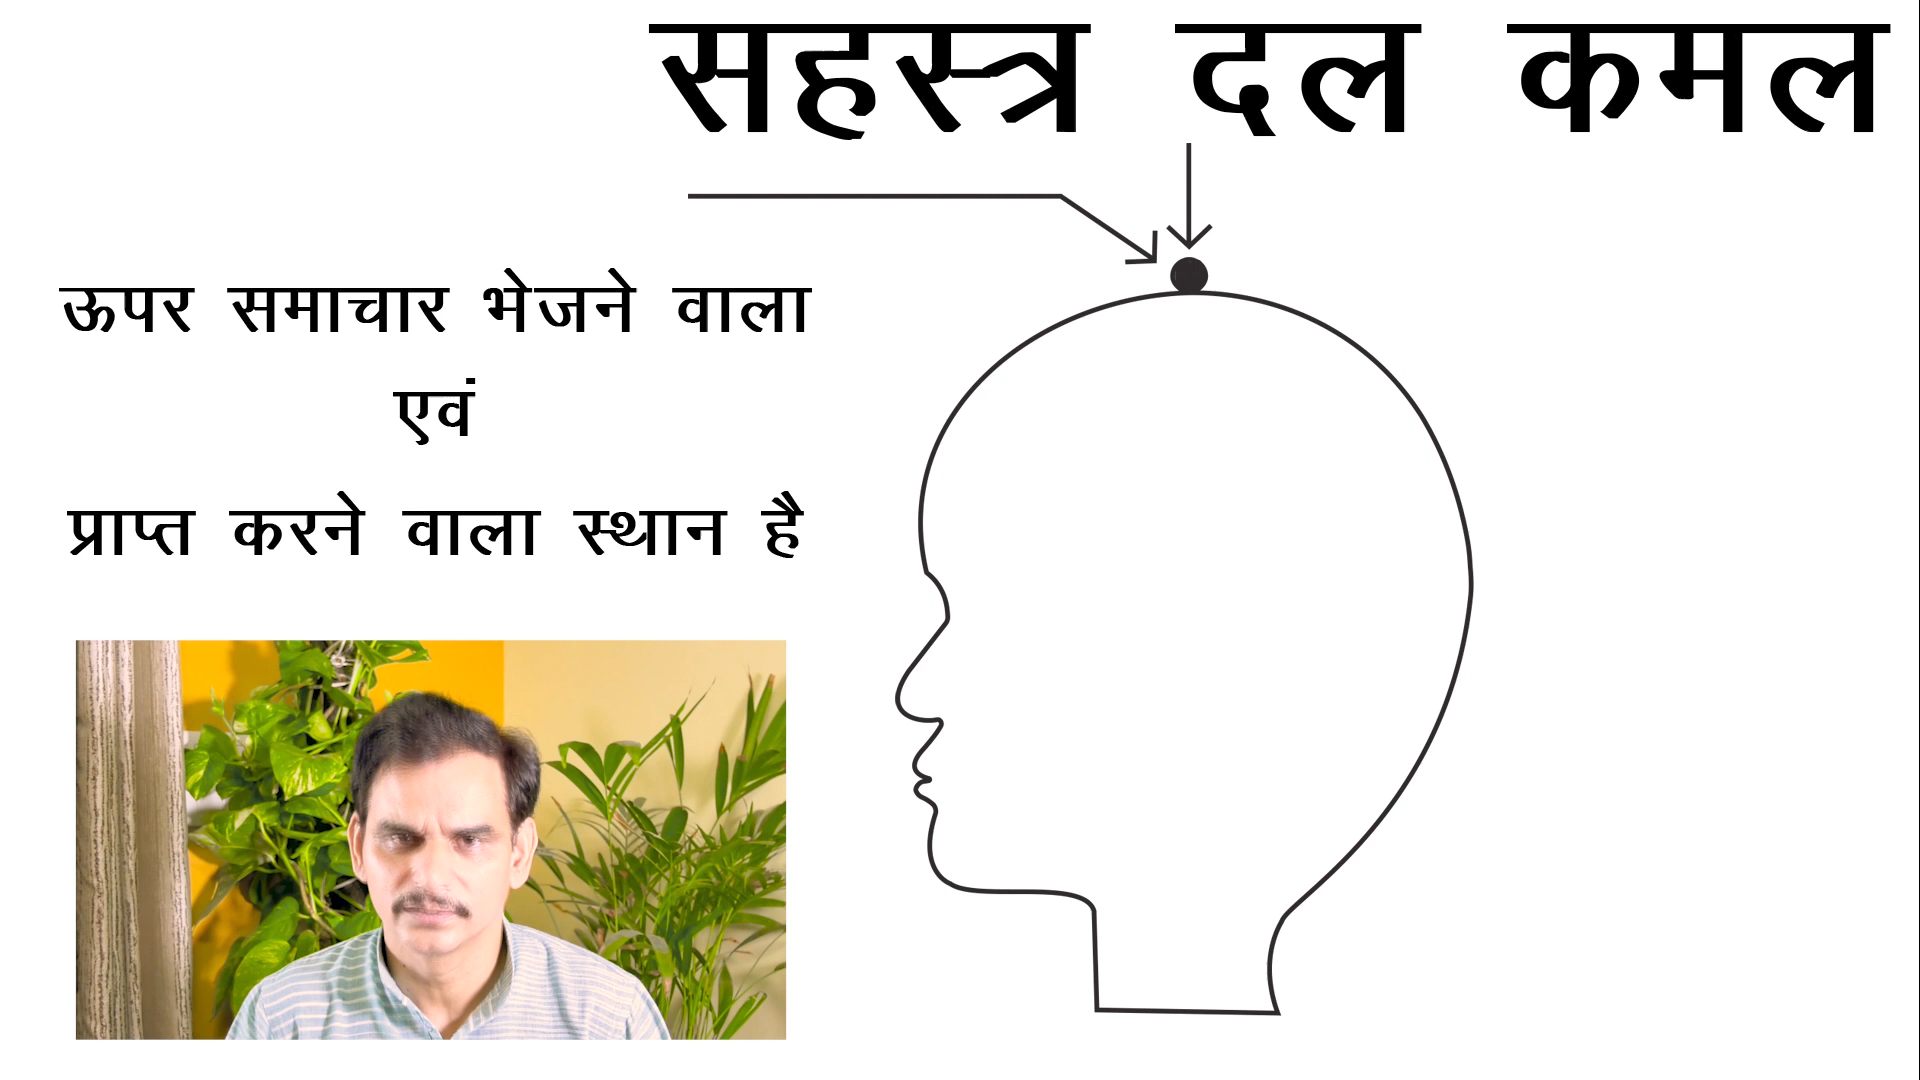 सहस्त्र दल कमल
ऊपर समाचार भेजने वाला
एवं
प्राप्त करने वाला स्थान है